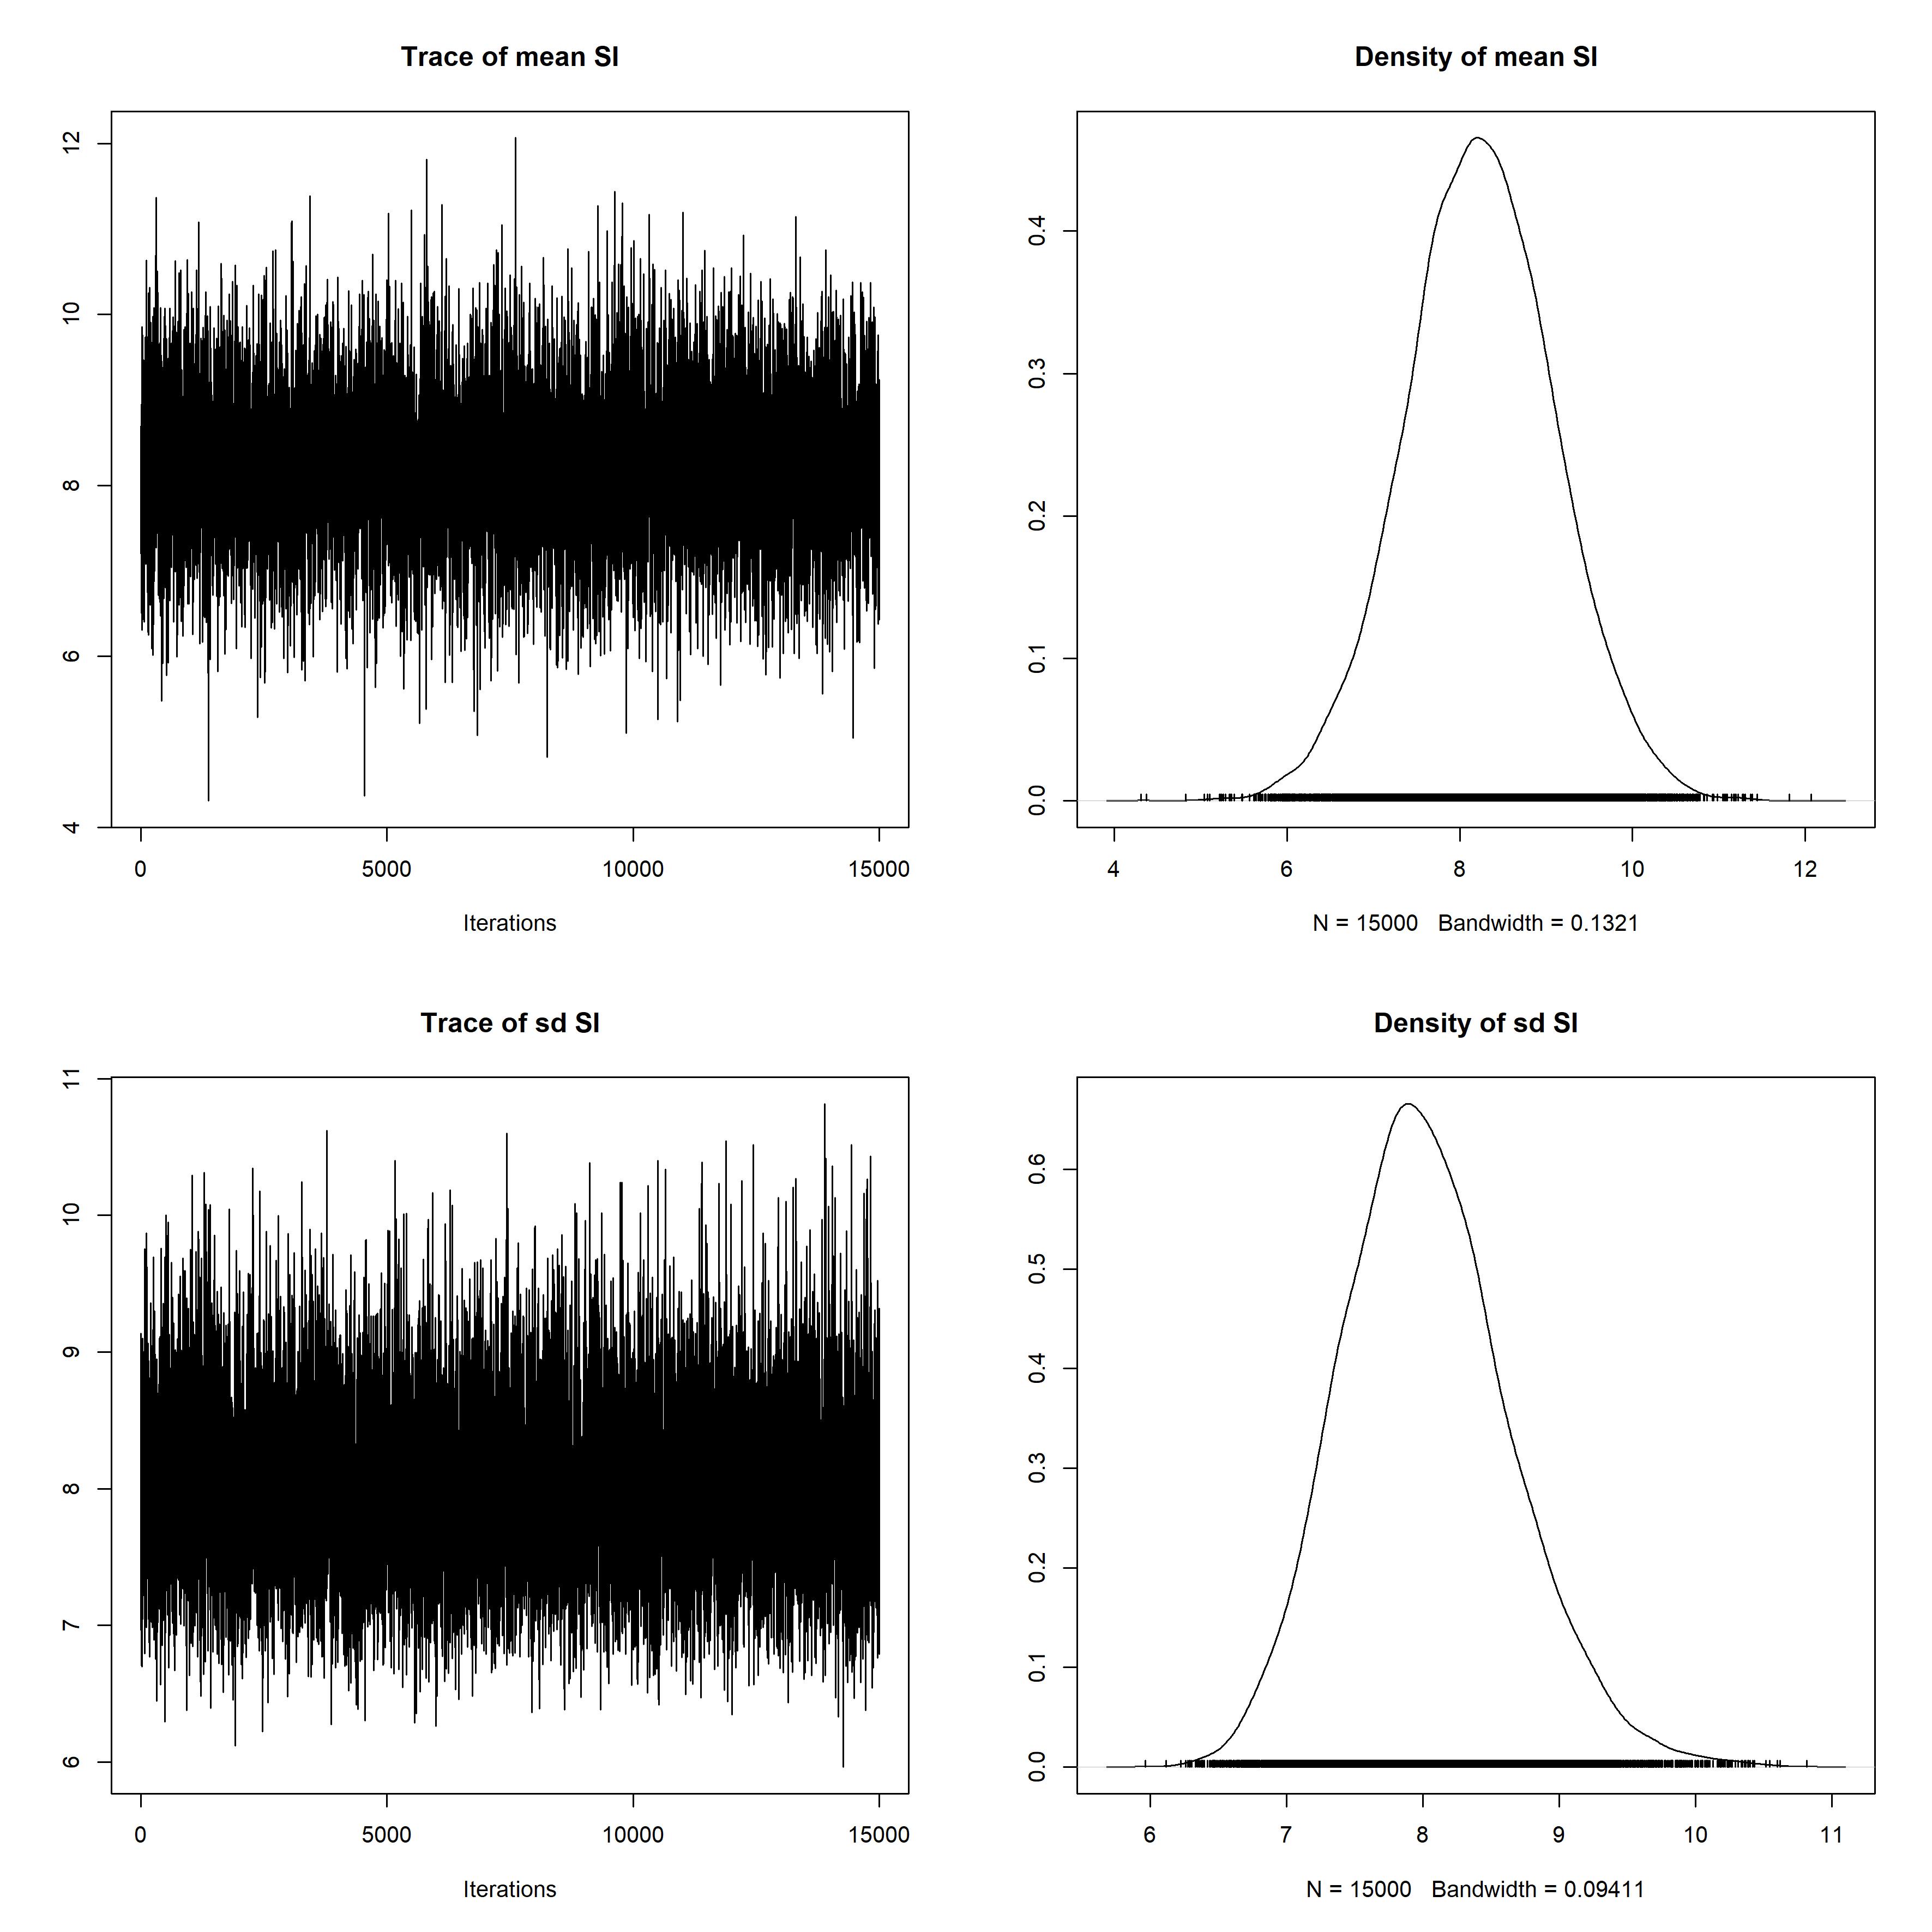 Trace of mean SI
12
10
8
6
4
0 5000 10000 15000
Iterations
Density of mean SI
0.4
0.3
0.2
0.1
0.0
4 6 8 10 12
N = 15000 Bandwidth = 0.1321
Trace of sd SI
11
10
9
8
7
6
0 5000 10000 15000
Iterations
Density of sd SI
0.6
0.5
0.4
0.3
0.2
0.1
0.0
6 7 8 9 10 11
N = 15000 Bandwidth = 0.09411